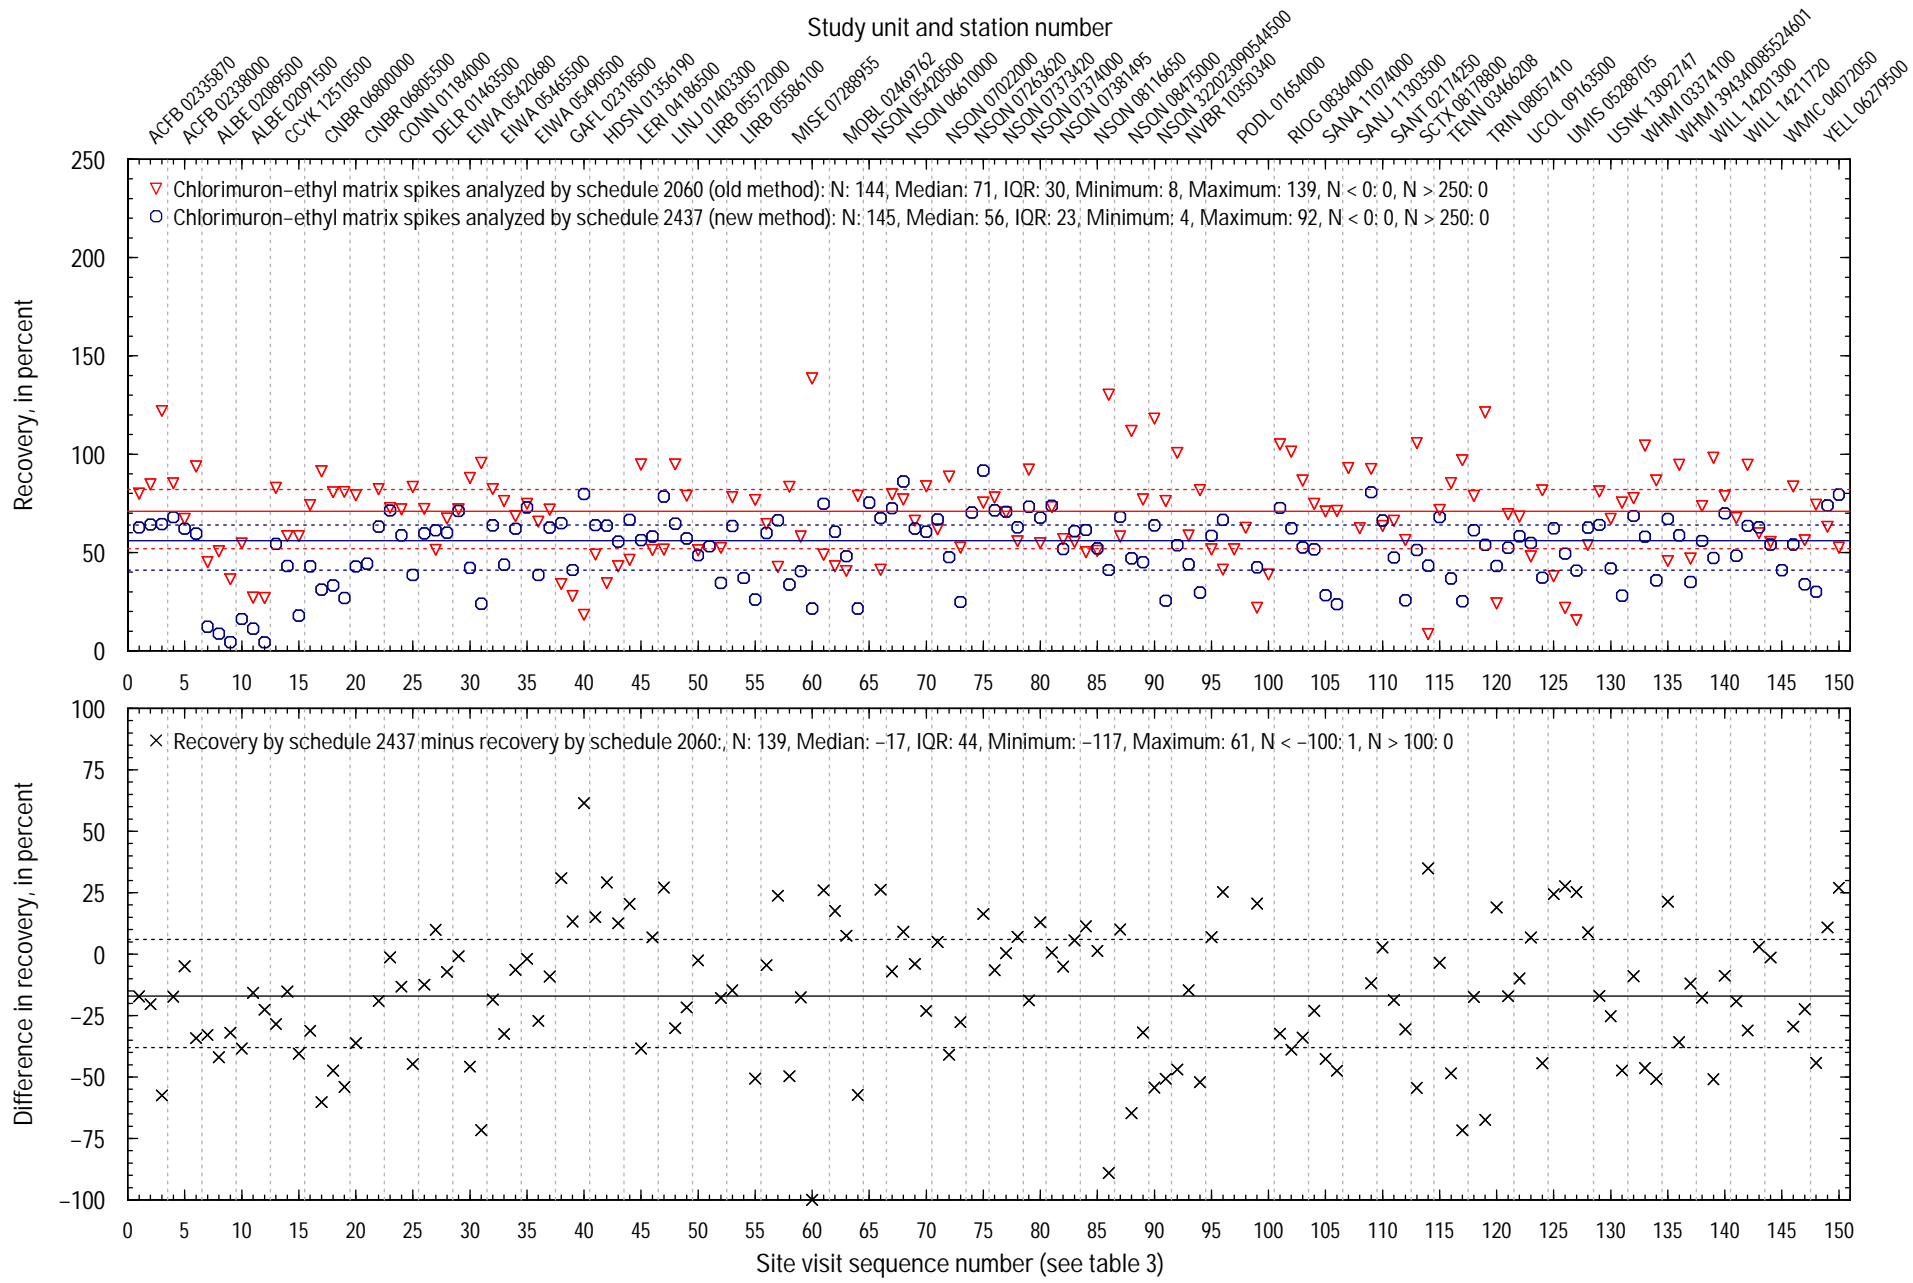 Study unit and station number
ACFB 02335870
ACFB 02338000
ALBE 02089500
ALBE 02091500
CCYK 12510500
CNBR 06800000
CNBR 06805500
CONN 01184000
DELR 01463500
EIWA 05420680
EIWA 05465500
EIWA 05490500
GAFL 02318500
HDSN 01356190
LERI 04186500
LINJ 01403300
LIRB 05572000
LIRB 05586100
MISE 07288955
MOBL 02469762
NSQN 05420500
NSQN 06610000
NSQN 07022000
NSQN 07263620
NSQN 07373420
NSQN 07374000
NSQN 07381495
NSQN 08116650
NSQN 08475000
NSQN 322023090544500
NVBR 10350340
PODL 01654000
RIOG 08364000
SANA 11074000
SANJ 11303500
SANT 02174250
SCTX 08178800
TENN 03466208
TRIN 08057410
UCOL 09163500
UMIS 05288705
USNK 13092747
WHMI 03374100
WHMI 394340085524601
WILL 14201300
WILL 14211720
WMIC 04072050
YELL 06279500
Chlorimuron−ethyl matrix spikes analyzed by schedule 2060 (old method): N: 144, Median: 71, IQR: 30, Minimum: 8, Maximum: 139, N < 0: 0, N > 250: 0
Chlorimuron−ethyl matrix spikes analyzed by schedule 2437 (new method): N: 145, Median: 56, IQR: 23, Minimum: 4, Maximum: 92, N < 0: 0, N > 250: 0
Recovery, in percent
250
200
150
100
50
0
0 5 10 15 20 25 30 35 40 45 50 55 60 65 70 75 80 85 90 95 100 105 110 115 120 125 130 135 140 145 150
Recovery by schedule 2437 minus recovery by schedule 2060:, N: 139, Median: −17, IQR: 44, Minimum: −117, Maximum: 61, N < −100: 1, N > 100: 0
Difference in recovery, in percent
100
75
50
25
0
−25
−50
−75
−100
0 5 10 15 20 25 30 35 40 45 50 55 60 65 70 75 80 85 90 95 100 105 110 115 120 125 130 135 140 145 150
Site visit sequence number (see table 3)